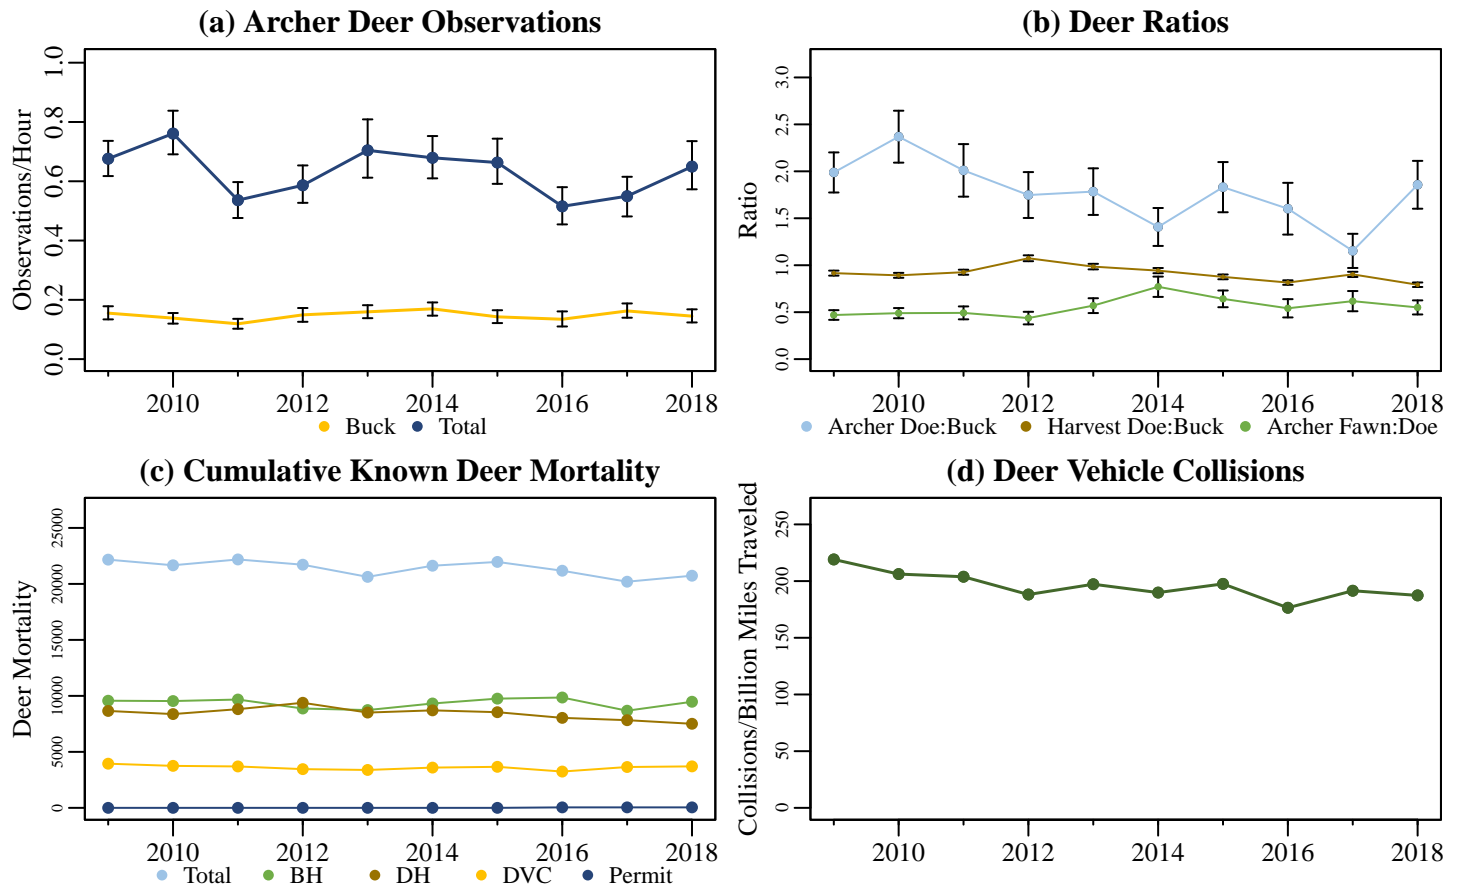 (a) Archer Deer Observations
Observations/Hour
1.0
0.8
0.6
0.4
0.2
0.0
2010 2012 2014 2016 2018
Buck Total
(b) Deer Ratios
Ratio
3.0
2.5
2.0
1.5
1.0
0.5
0.0
2010 2012 2014 2016 2018
Archer Doe:Buck Harvest Doe:Buck Archer Fawn:Doe
(c) Cumulative Known Deer Mortality
Deer Mortality
25000
20000
15000
10000
5000
0
2010 2012 2014 2016 2018
Total BH DH DVC Permit
(d) Deer Vehicle Collisions
Collisions/Billion Miles Traveled
250
200
150
100
50
0
2010 2012 2014 2016 2018